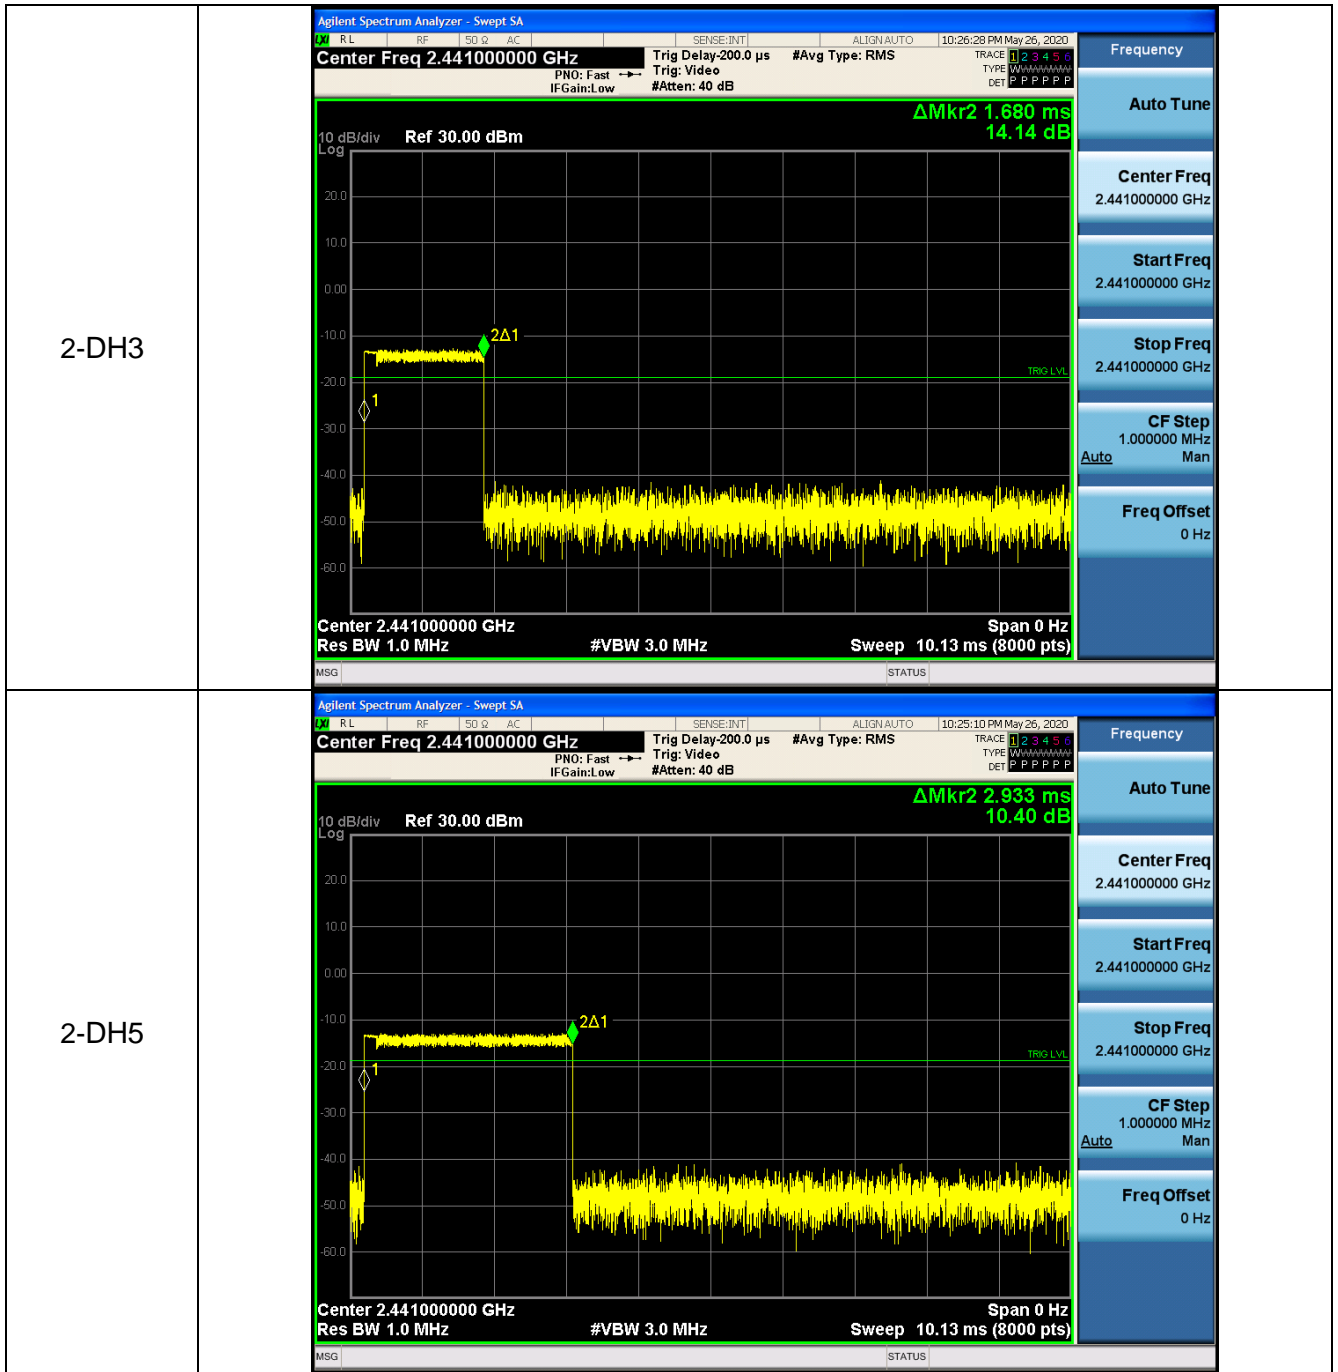 2-DH3
Agilent Spectrum Analyzer - Swept SA
LXI RL RF 50 Ω AC SENSE:INT ALIGN AUTO 10:26:28 PM May 26, 2020
Center Freq 2.441000000 GHz
PNO: Fast
IFGain:Low
Trig Delay-200.0 µs
Trig: Video
#Atten: 40 dB
#Avg Type: RMS
TRACE 1 2 3 4 5 6
TYPE WWWWWW
DET P P P P P P
ΔMkr2 1.680 ms
14.14 dB
10 dB/div Ref 30.00 dBm
Log
20.0
10.0
0.00
-10.0
-20.0
-30.0
-40.0
-50.0
-60.0
2Δ1
TRIG LVL
1
Center 2.441000000 GHz Span 0 Hz
Res BW 1.0 MHz #VBW 3.0 MHz Sweep 10.13 ms (8000 pts)
MSG STATUS
Frequency
Auto Tune
Center Freq
2.441000000 GHz
Start Freq
2.441000000 GHz
Stop Freq
2.441000000 GHz
CF Step
1.000000 MHz
Auto Man
Freq Offset
0 Hz
2-DH5
Agilent Spectrum Analyzer - Swept SA
LXI RL RF 50 Ω AC SENSE:INT ALIGN AUTO 10:25:10 PM May 26, 2020
Center Freq 2.441000000 GHz
PNO: Fast
IFGain:Low
Trig Delay-200.0 µs
Trig: Video
#Atten: 40 dB
#Avg Type: RMS
TRACE 1 2 3 4 5 6
TYPE WWWWWW
DET P P P P P P
ΔMkr2 2.933 ms
10.40 dB
10 dB/div Ref 30.00 dBm
Log
20.0
10.0
0.00
-10.0
-20.0
-30.0
-40.0
-50.0
-60.0
2Δ1
TRIG LVL
1
Center 2.441000000 GHz Span 0 Hz
Res BW 1.0 MHz #VBW 3.0 MHz Sweep 10.13 ms (8000 pts)
MSG STATUS
Frequency
Auto Tune
Center Freq
2.441000000 GHz
Start Freq
2.441000000 GHz
Stop Freq
2.441000000 GHz
CF Step
1.000000 MHz
Auto Man
Freq Offset
0 Hz